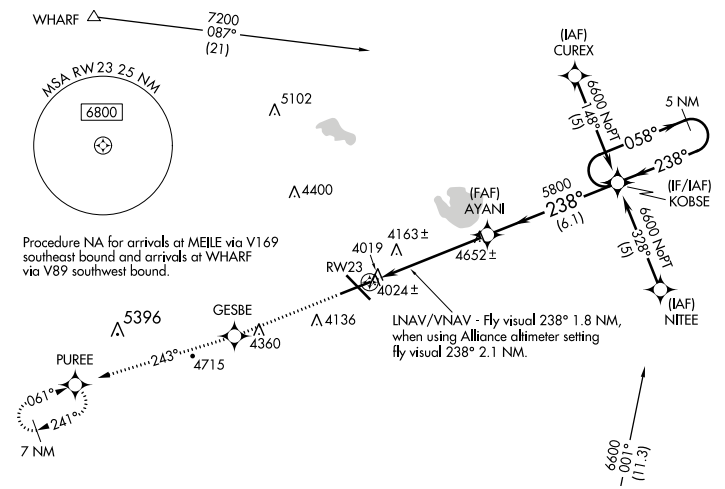 WHARF
7200
087°
(21)
MSA RW23 25 NM
6800
5102
(IAF)
CUREX
6600 NoPT
148°
(5)
5 NM
058°
238°
(IF/IAF)
KOBSE
4400
(FAF)
AYANI
5800
238°
(6.1)
6600 NoPT
328°
(5)
(IAF)
NITEE
Procedure NA for arrivals at MEILE via V169
southeast bound and arrivals at WHARF
via V89 southwest bound.
4163±
4019
4652±
RW23
4024±
LNAV/VNAV - Fly visual 238° 1.8 NM,
when using Alliance altimeter setting
fly visual 238° 2.1 NM.
5396
GESBE
4136
4360
PUREE
243°
4715
061°
241°
7 NM
6600
001°
(11.3)